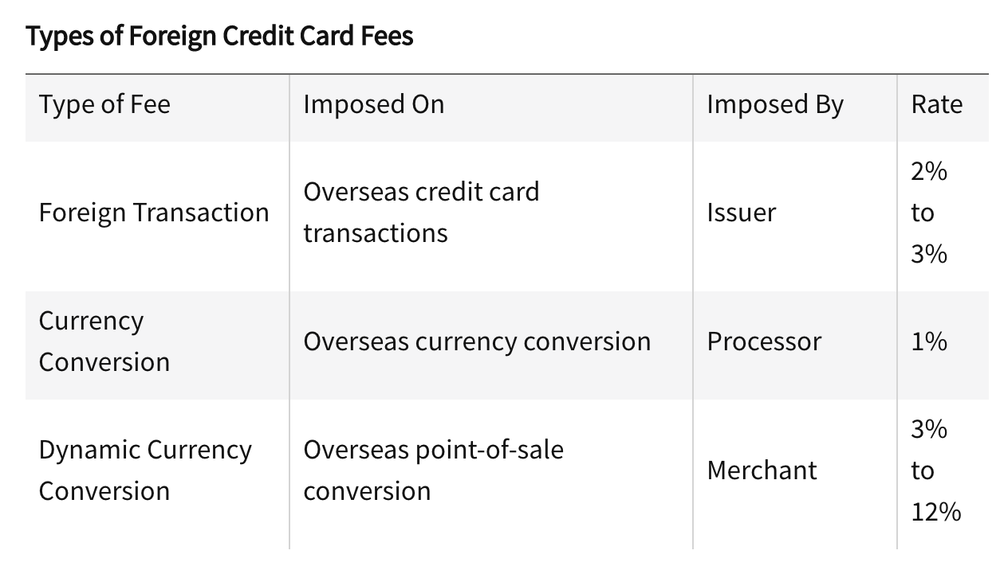 Types of Foreign Credit Card Fees
Type of Fee
Imposed On
Imposed By
Rate
Foreign Transaction
Overseas credit card
transactions
Issuer
2%
to
3%
Currency
Conversion
Overseas currency conversion
Processor
1%
Dynamic Currency
Conversion
Overseas point-of-sale
conversion
Merchant
3%
to
12%